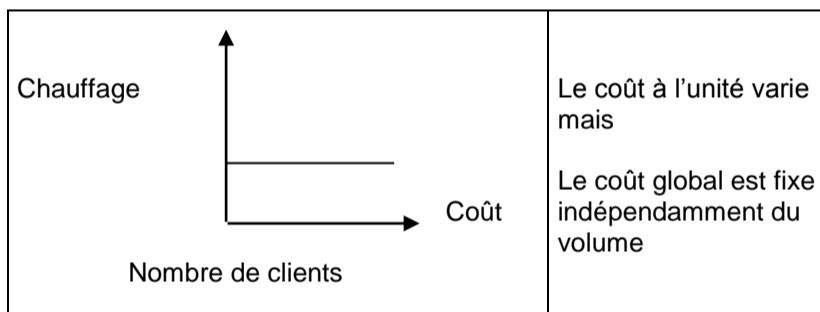 Chauffage
Coût
Nombre de clients
Le coût à l’unité varie
mais
Le coût global est fixe
indépendamment du
volume